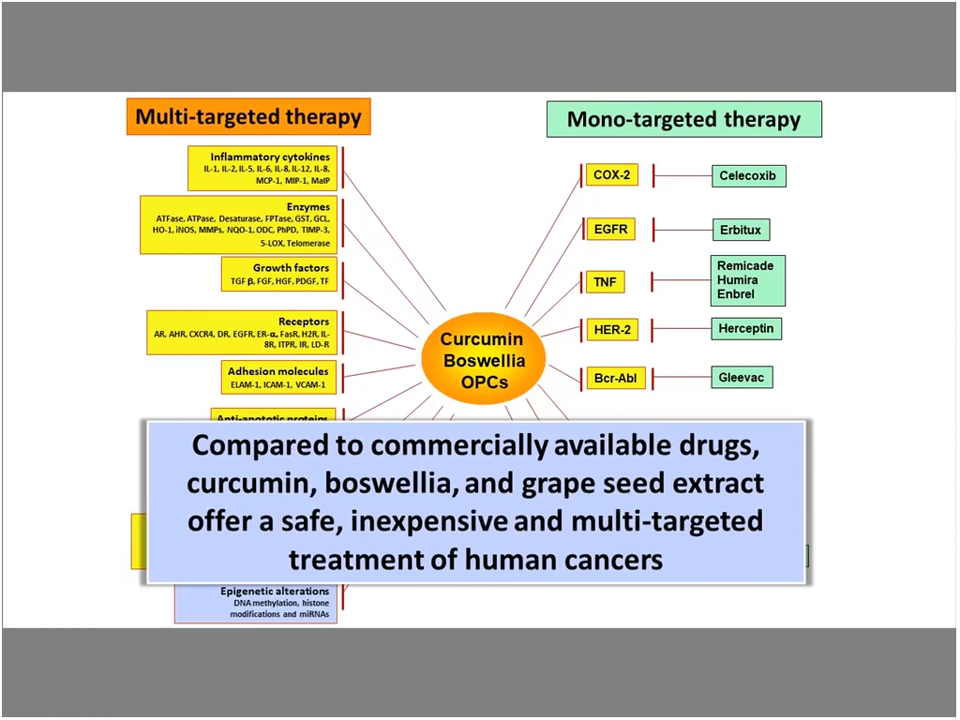 Multi-targeted therapy
Mono-targeted therapy
Inflammatory cytokines
IL-1, IL-2, IL-5, IL-6, IL-8, IL-12, IL-8,
MCP-1, MIP-1, MaIP
Enzymes
ATFase, ATPase, Desaturase, FPTase, GST, GCL,
HO-1, iNOS, MMPs, NQO-1, ODC, PhPD, TIMP-3,
5-LOX, Telomerase
Growth factors
TGF β, FGF, HGF, PDGF, TF
Receptors
AR, AHR, CXCR4, DR, EGFR, ER-α, FasR, H2R, IL-
8R, ITPR, IR, LD-R
Adhesion molecules
ELAM-1, ICAM-1, VCAM-1
Anti-apototic proteins
Curcumin
Boswellia
OPCs
COX-2
Celecoxib
EGFR
Erbitux
TNF
Remicade
Humira
Enbrel
HER-2
Herceptin
Bcr-Abl
Gleevac
Compared to commercially available drugs,
curcumin, boswellia, and grape seed extract
offer a safe, inexpensive and multi-targeted
treatment of human cancers
Epigenetic alterations
DNA methylation, histone
modifications and miRNAs